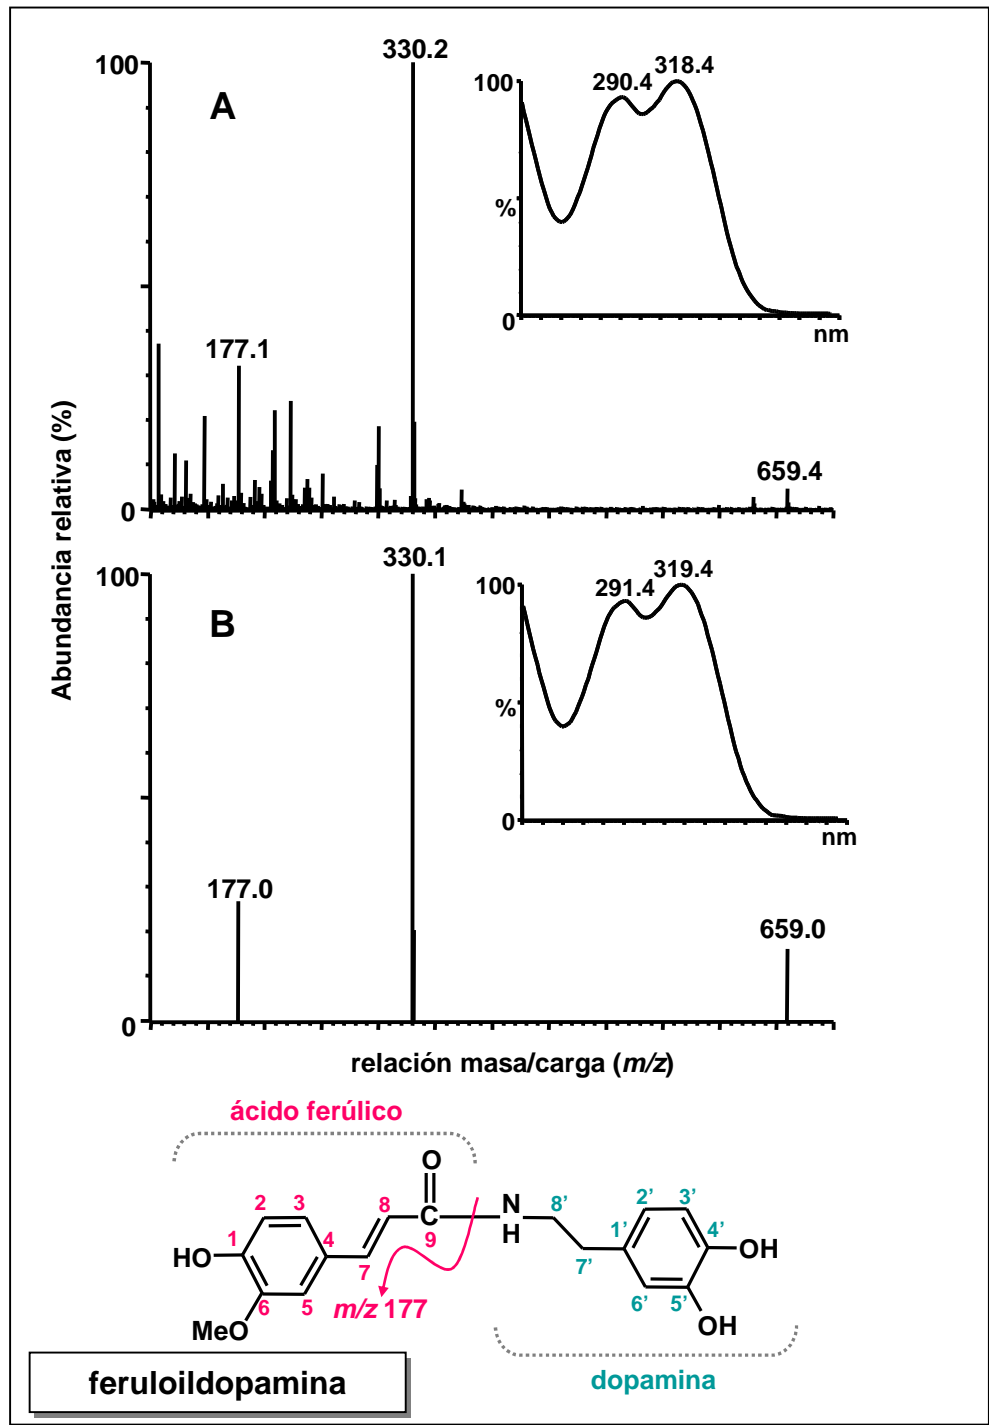 330.2
100
A
177.1
659.4
0
100
290.4
318.4
%
0
nm
Abundancia relativa (%)
330.1
100
B
177.0
659.0
0
100
291.4
319.4
%
0
nm
relación masa/carga (m/z)
ácido ferúlico
O
2 3 8 C N H 8' 2' 3'
1 4 9 1' 4'
HO 7 7' OH
6 5 m/z 177 6' 5'
MeO OH
feruloildopamina
dopamina